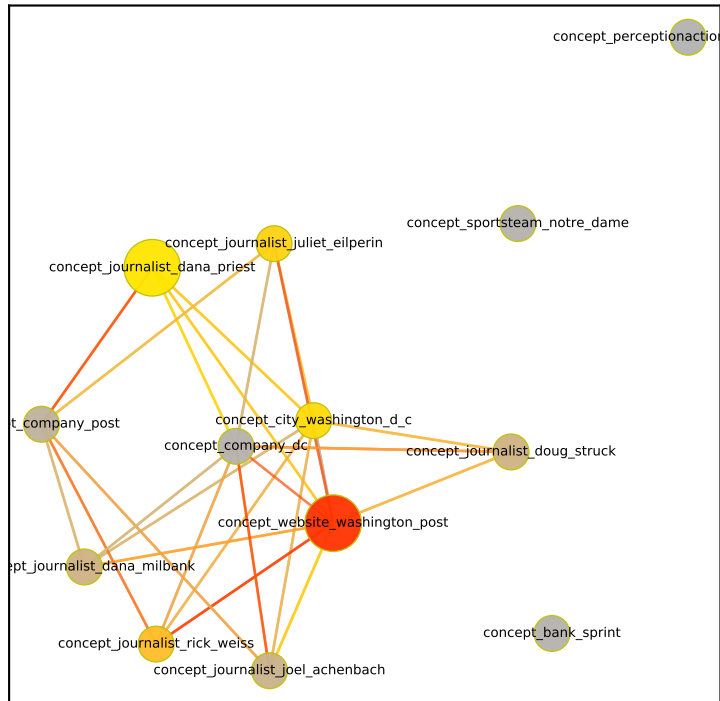 concept_perceptionaction
concept_sportsteam_notre_dame
concept_journalist_juliet_eilperin
concept_journalist_dana_priest
concept_city_washington_d_c
t_company_post
concept_company_dc
concept_journalist_doug_struck
concept_website_washington_post
ept_journalist_dana_milbank
concept_bank_sprint
concept_journalist_rick_weiss
concept_journalist_joel_achenbach